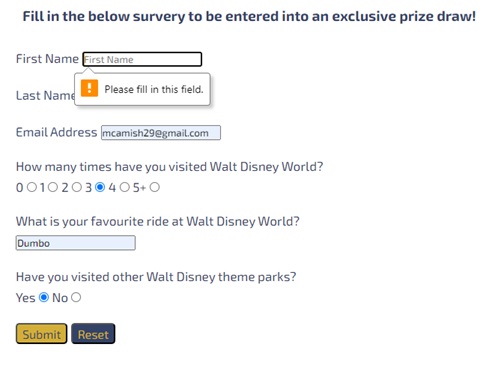 Fill in the below survery to be entered into an exclusive prize draw!
First Name First Name
Please fill in this field.
Last Name
Email Address mcamish29@gmail.com
How many times have you visited Walt Disney World?
0 1 2 3 4 5+
What is your favourite ride at Walt Disney World?
Dumbo
Have you visited other Walt Disney theme parks?
Yes No
Submit Reset